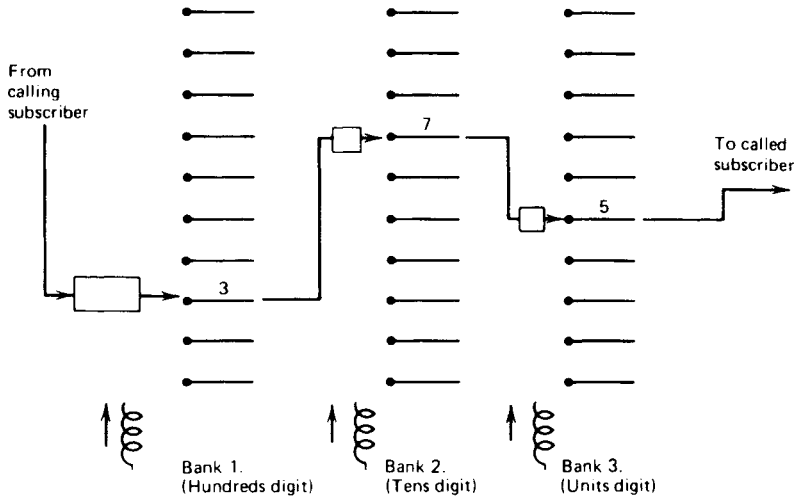 From
calling
subscriber
7
To called
subscriber
5
3
Bank 1.
(Hundreds digit)
Bank 2.
(Tens digit)
Bank 3.
(Units digit)